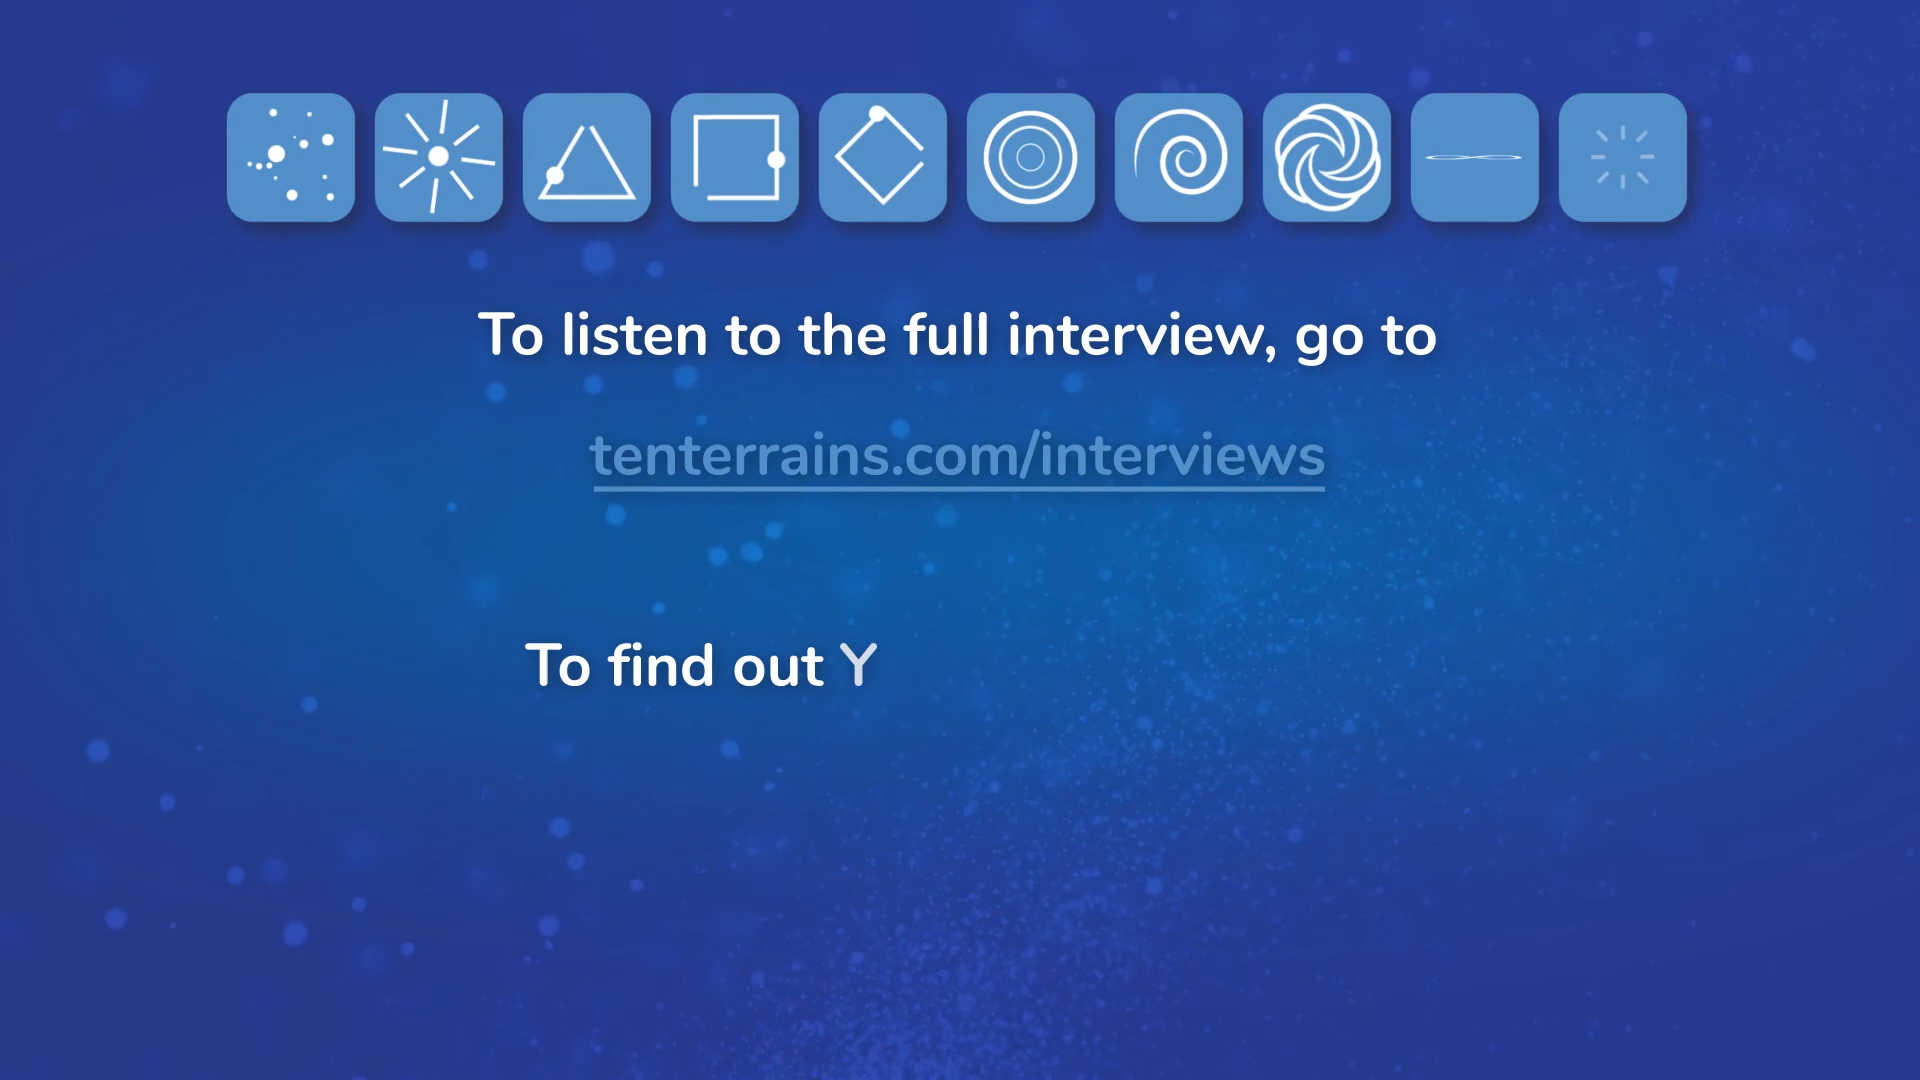 To listen to the full interview, go to
tenterrains.com/interviews
To find out Y